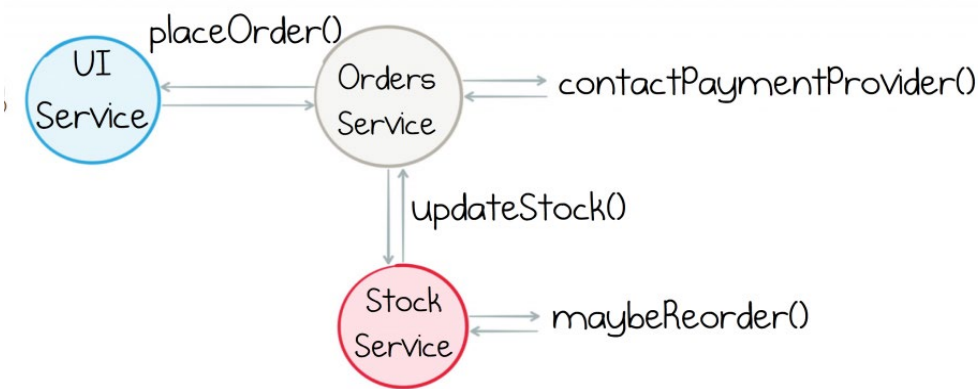 placeOrder()
UI
Service
Orders
Service
contactPaymentProvider()
updateStock()
Stock
Service
maybeReorder()